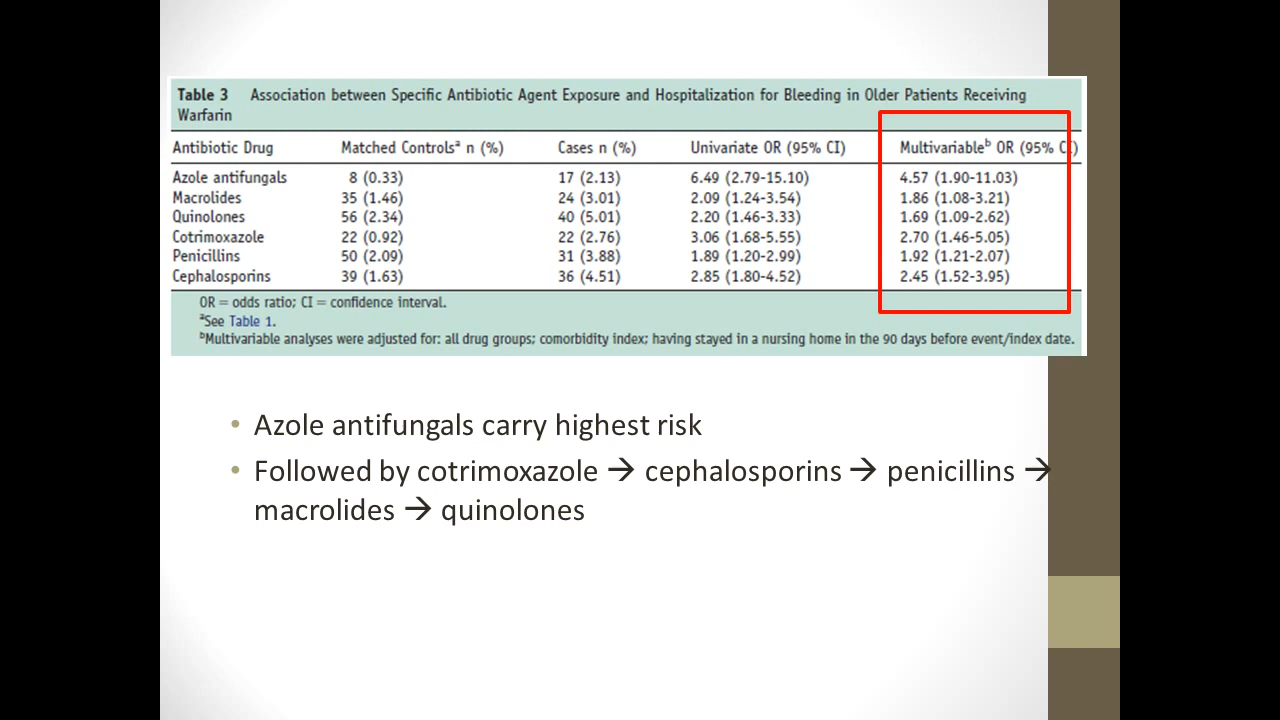 Table 3 Association between Specific Antibiotic Agent Exposure and Hospitalization for Bleeding in Older Patients Receiving
Warfarin
Antibiotic Drug Matched Controlsᵃ n (%) Cases n (%) Univariate OR (95% CI) Multivariableᵇ OR (95% CI)
Azole antifungals 8 (0.33) 17 (2.13) 6.49 (2.79-15.10) 4.57 (1.90-11.03)
Macrolides 35 (1.46) 24 (3.01) 2.09 (1.24-3.54) 1.86 (1.08-3.21)
Quinolones 56 (2.34) 40 (5.01) 2.20 (1.46-3.33) 1.69 (1.09-2.62)
Cotrimoxazole 22 (0.92) 22 (2.76) 3.06 (1.68-5.55) 2.70 (1.46-5.05)
Penicillins 50 (2.09) 31 (3.88) 1.89 (1.20-2.99) 1.92 (1.21-2.07)
Cephalosporins 39 (1.63) 36 (4.51) 2.85 (1.80-4.52) 2.45 (1.52-3.95)
OR = odds ratio; CI = confidence interval.
ᵃSee Table 1.
ᵇMultivariable analyses were adjusted for: all drug groups; comorbidity index; having stayed in a nursing home in the 90 days before event/index date.
• Azole antifungals carry highest risk
• Followed by cotrimoxazole → cephalosporins → penicillins →
macrolides → quinolones